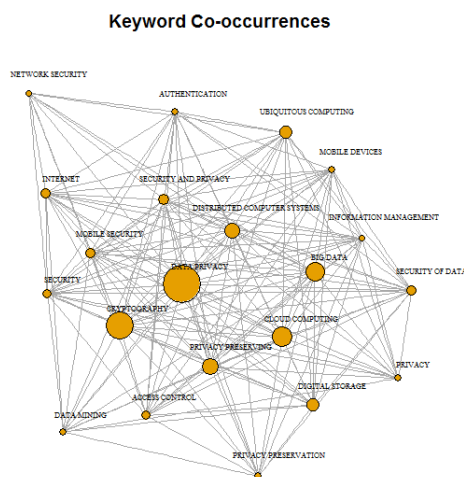 Keyword Co-occurrences
NETWORK SECURITY
AUTHENTICATION
UBIQUITOUS COMPUTING
MOBILE DEVICES
INTERNET
SECURITY AND PRIVACY
DISTRIBUTED COMPUTER SYSTEMS
INFORMATION MANAGEMENT
MOBILE SECURITY
DATA PRIVACY
BIG DATA
SECURITY OF DATA
SECURITY
CRYPTOGRAPHY
CLOUD COMPUTING
PRIVACY PRESERVING
PRIVACY
DIGITAL STORAGE
ACCESS CONTROL
DATA MINING
PRIVACY PRESERVATION